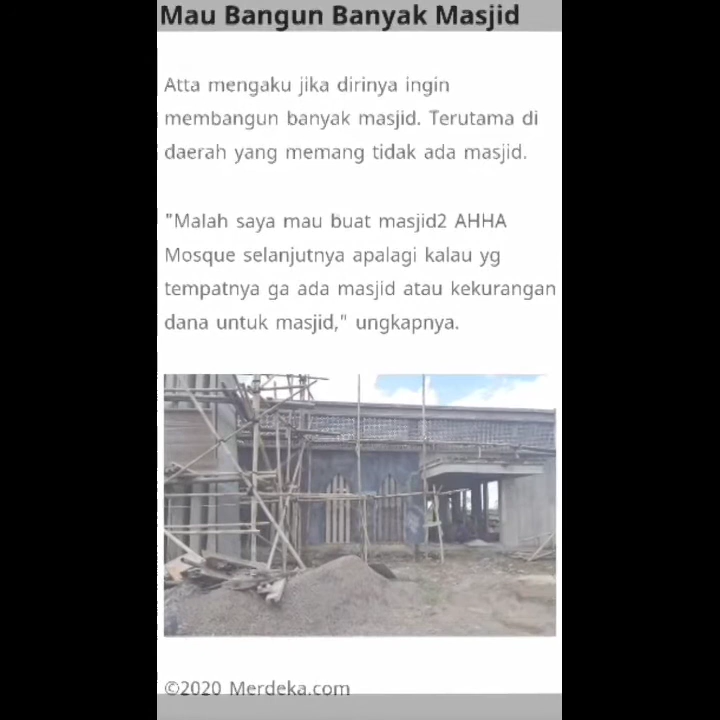 Mau Bangun Banyak Masjid
Atta mengaku jika dirinya ingin
membangun banyak masjid. Terutama di
daerah yang memang tidak ada masjid.
"Malah saya mau buat masjid2 AHHA
Mosque selanjutnya apalagi kalau yg
tempatnya ga ada masjid atau kekurangan
dana untuk masjid," ungkapnya.
©2020 Merdeka.com